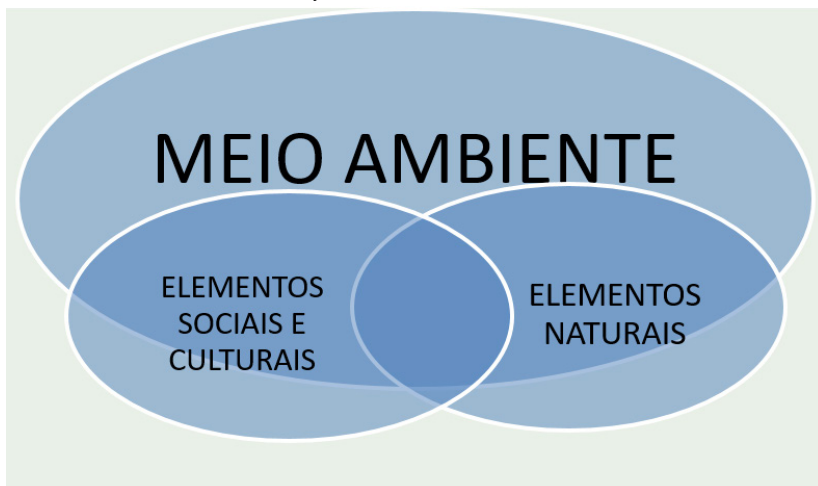 MEIO AMBIENTE
ELEMENTOS
SOCIAIS E
CULTURAIS
ELEMENTOS
NATURAIS